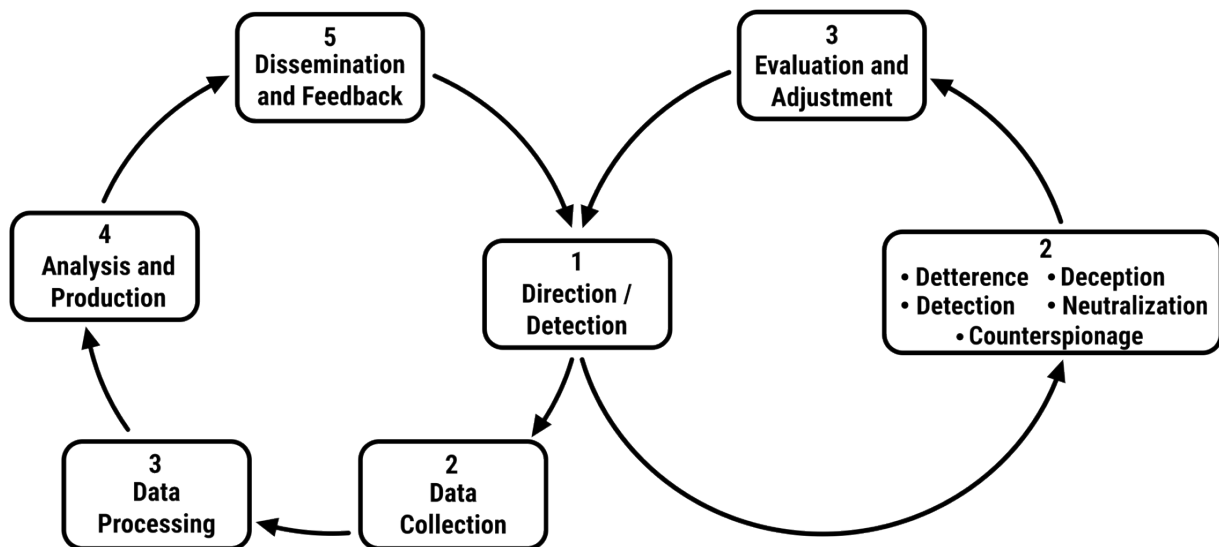 5
Dissemination
and Feedback
3
Evaluation and
Adjustment
4
Analysis and
Production
1
Direction /
Detection
2
• Detterence • Deception
• Detection • Neutralization
• Counterspionage
3
Data
Processing
2
Data
Collection